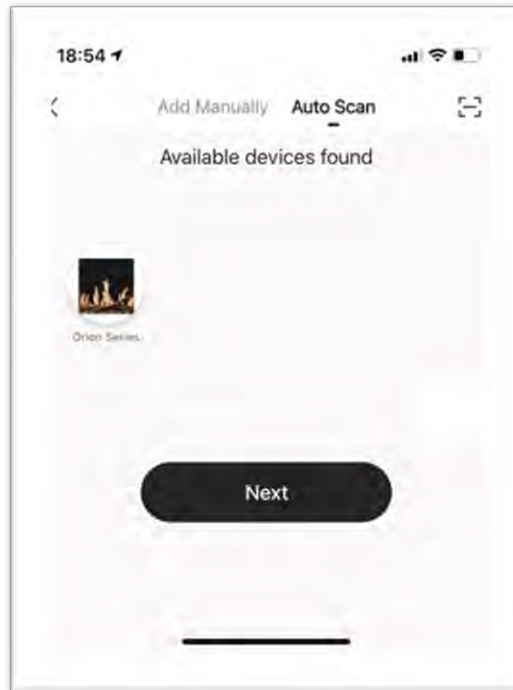 18:54
Add Manually Auto Scan
Available devices found
Orion Series
Next